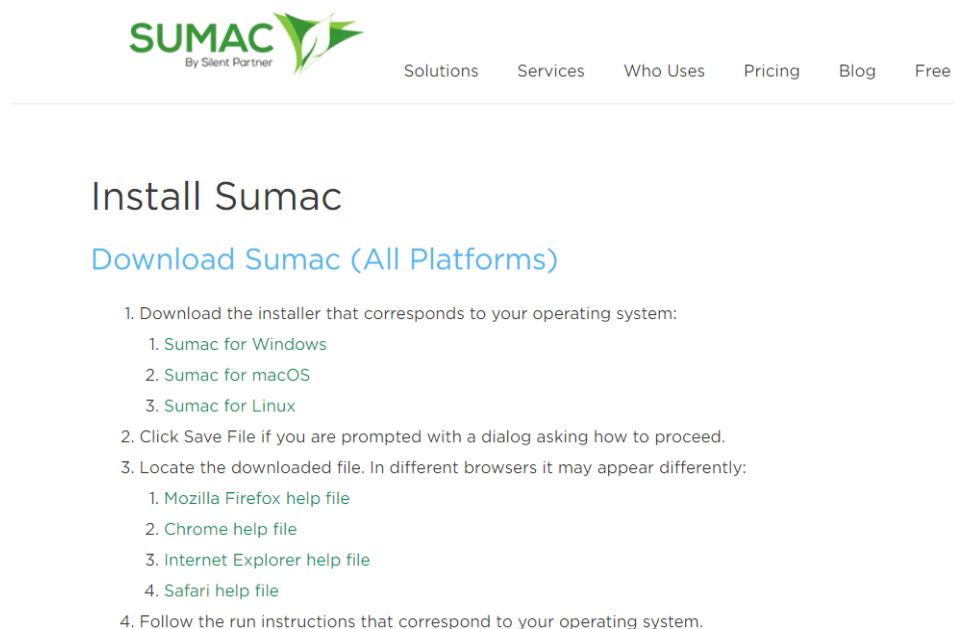 SUMAC
By Silent Partner
Solutions Services Who Uses Pricing Blog Free
Install Sumac
Download Sumac (All Platforms)
1. Download the installer that corresponds to your operating system:
1. Sumac for Windows
2. Sumac for macOS
3. Sumac for Linux
2. Click Save File if you are prompted with a dialog asking how to proceed.
3. Locate the downloaded file. In different browsers it may appear differently:
1. Mozilla Firefox help file
2. Chrome help file
3. Internet Explorer help file
4. Safari help file
4. Follow the run instructions that correspond to your operating system.